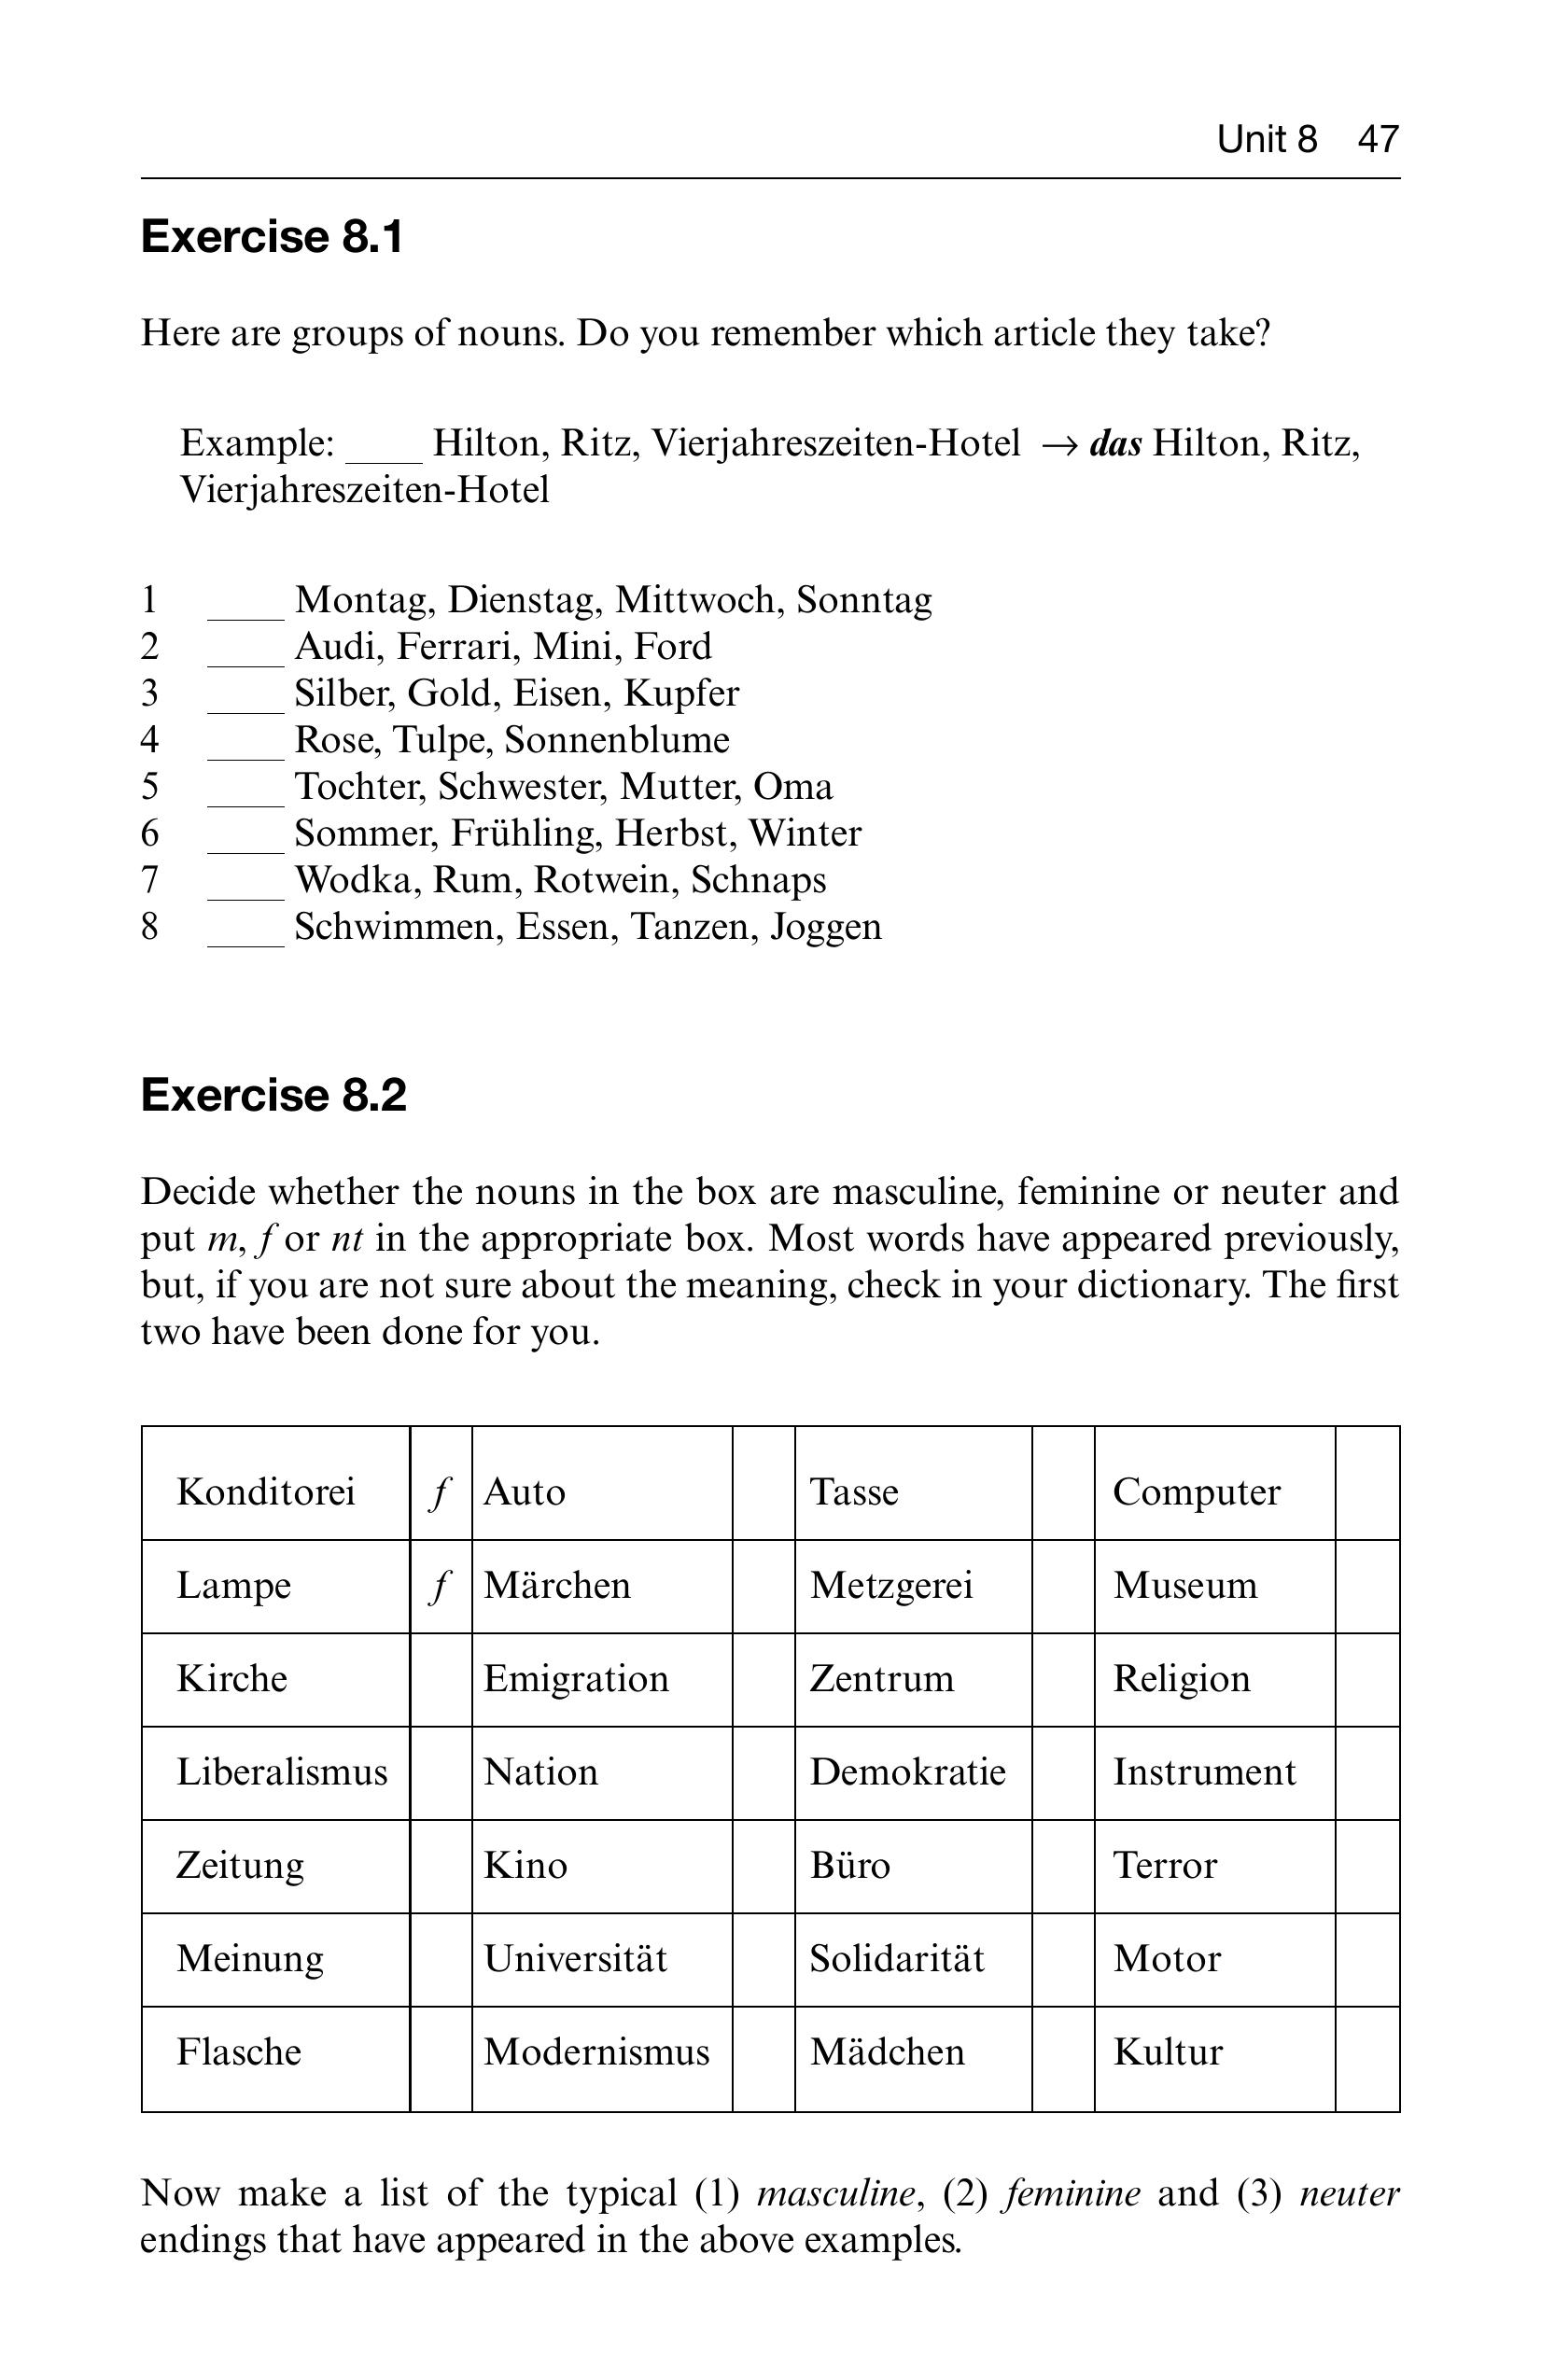 Unit 8 47
Exercise 8.1
Here are groups of nouns. Do you remember which article they take?
Example: ____ Hilton, Ritz, Vierjahreszeiten-Hotel → das Hilton, Ritz,
Vierjahreszeiten-Hotel
1 ____ Montag, Dienstag, Mittwoch, Sonntag
2 ____ Audi, Ferrari, Mini, Ford
3 ____ Silber, Gold, Eisen, Kupfer
4 ____ Rose, Tulpe, Sonnenblume
5 ____ Tochter, Schwester, Mutter, Oma
6 ____ Sommer, Frühling, Herbst, Winter
7 ____ Wodka, Rum, Rotwein, Schnaps
8 ____ Schwimmen, Essen, Tanzen, Joggen
Exercise 8.2
Decide whether the nouns in the box are masculine, feminine or neuter and
put m, f or nt in the appropriate box. Most words have appeared previously,
but, if you are not sure about the meaning, check in your dictionary. The first
two have been done for you.
Konditorei f Auto Tasse Computer
Lampe f Märchen Metzgerei Museum
Kirche Emigration Zentrum Religion
Liberalismus Nation Demokratie Instrument
Zeitung Kino Büro Terror
Meinung Universität Solidarität Motor
Flasche Modernismus Mädchen Kultur
Now make a list of the typical (1) masculine, (2) feminine and (3) neuter
endings that have appeared in the above examples.